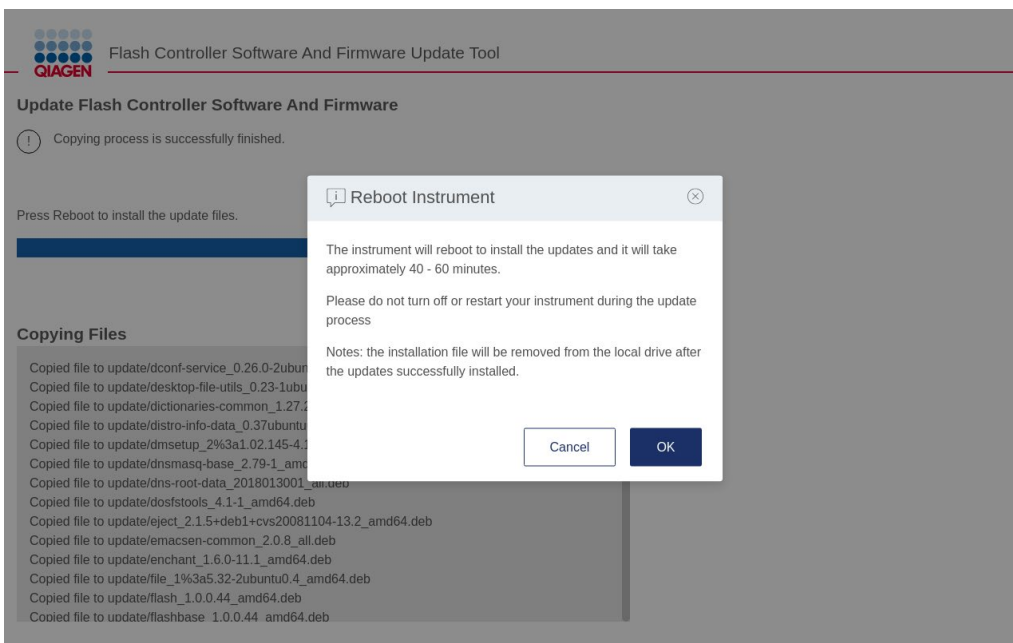 QIAGEN
Flash Controller Software And Firmware Update Tool
Update Flash Controller Software And Firmware
! Copying process is successfully finished.
Press Reboot to install the update files.
i Reboot Instrument
The instrument will reboot to install the updates and it will take
approximately 40 - 60 minutes.
Please do not turn off or restart your instrument during the update
process
Notes: the installation file will be removed from the local drive after
the updates successfully installed.
Cancel OK
Copying Files
Copied file to update/dconf-service_0.26.0-2ubun
Copied file to update/desktop-file-utils_0.23-1ubu
Copied file to update/dictionaries-common_1.27.2
Copied file to update/distro-info-data_0.37ubuntu
Copied file to update/dmsetup_2%3a1.02.145-4.1
Copied file to update/dnsmasq-base_2.79-1_amd
Copied file to update/dns-root-data_2018013001_all.deb
Copied file to update/dosfstools_4.1-1_amd64.deb
Copied file to update/eject_2.1.5+deb1+cvs20081104-13.2_amd64.deb
Copied file to update/emacsen-common_2.0.8_all.deb
Copied file to update/enchant_1.6.0-11.1_amd64.deb
Copied file to update/file_1%3a5.32-2ubuntu0.4_amd64.deb
Copied file to update/flash_1.0.0.44_amd64.deb
Copied file to update/flashbase_1.0.0.44_amd64.deb